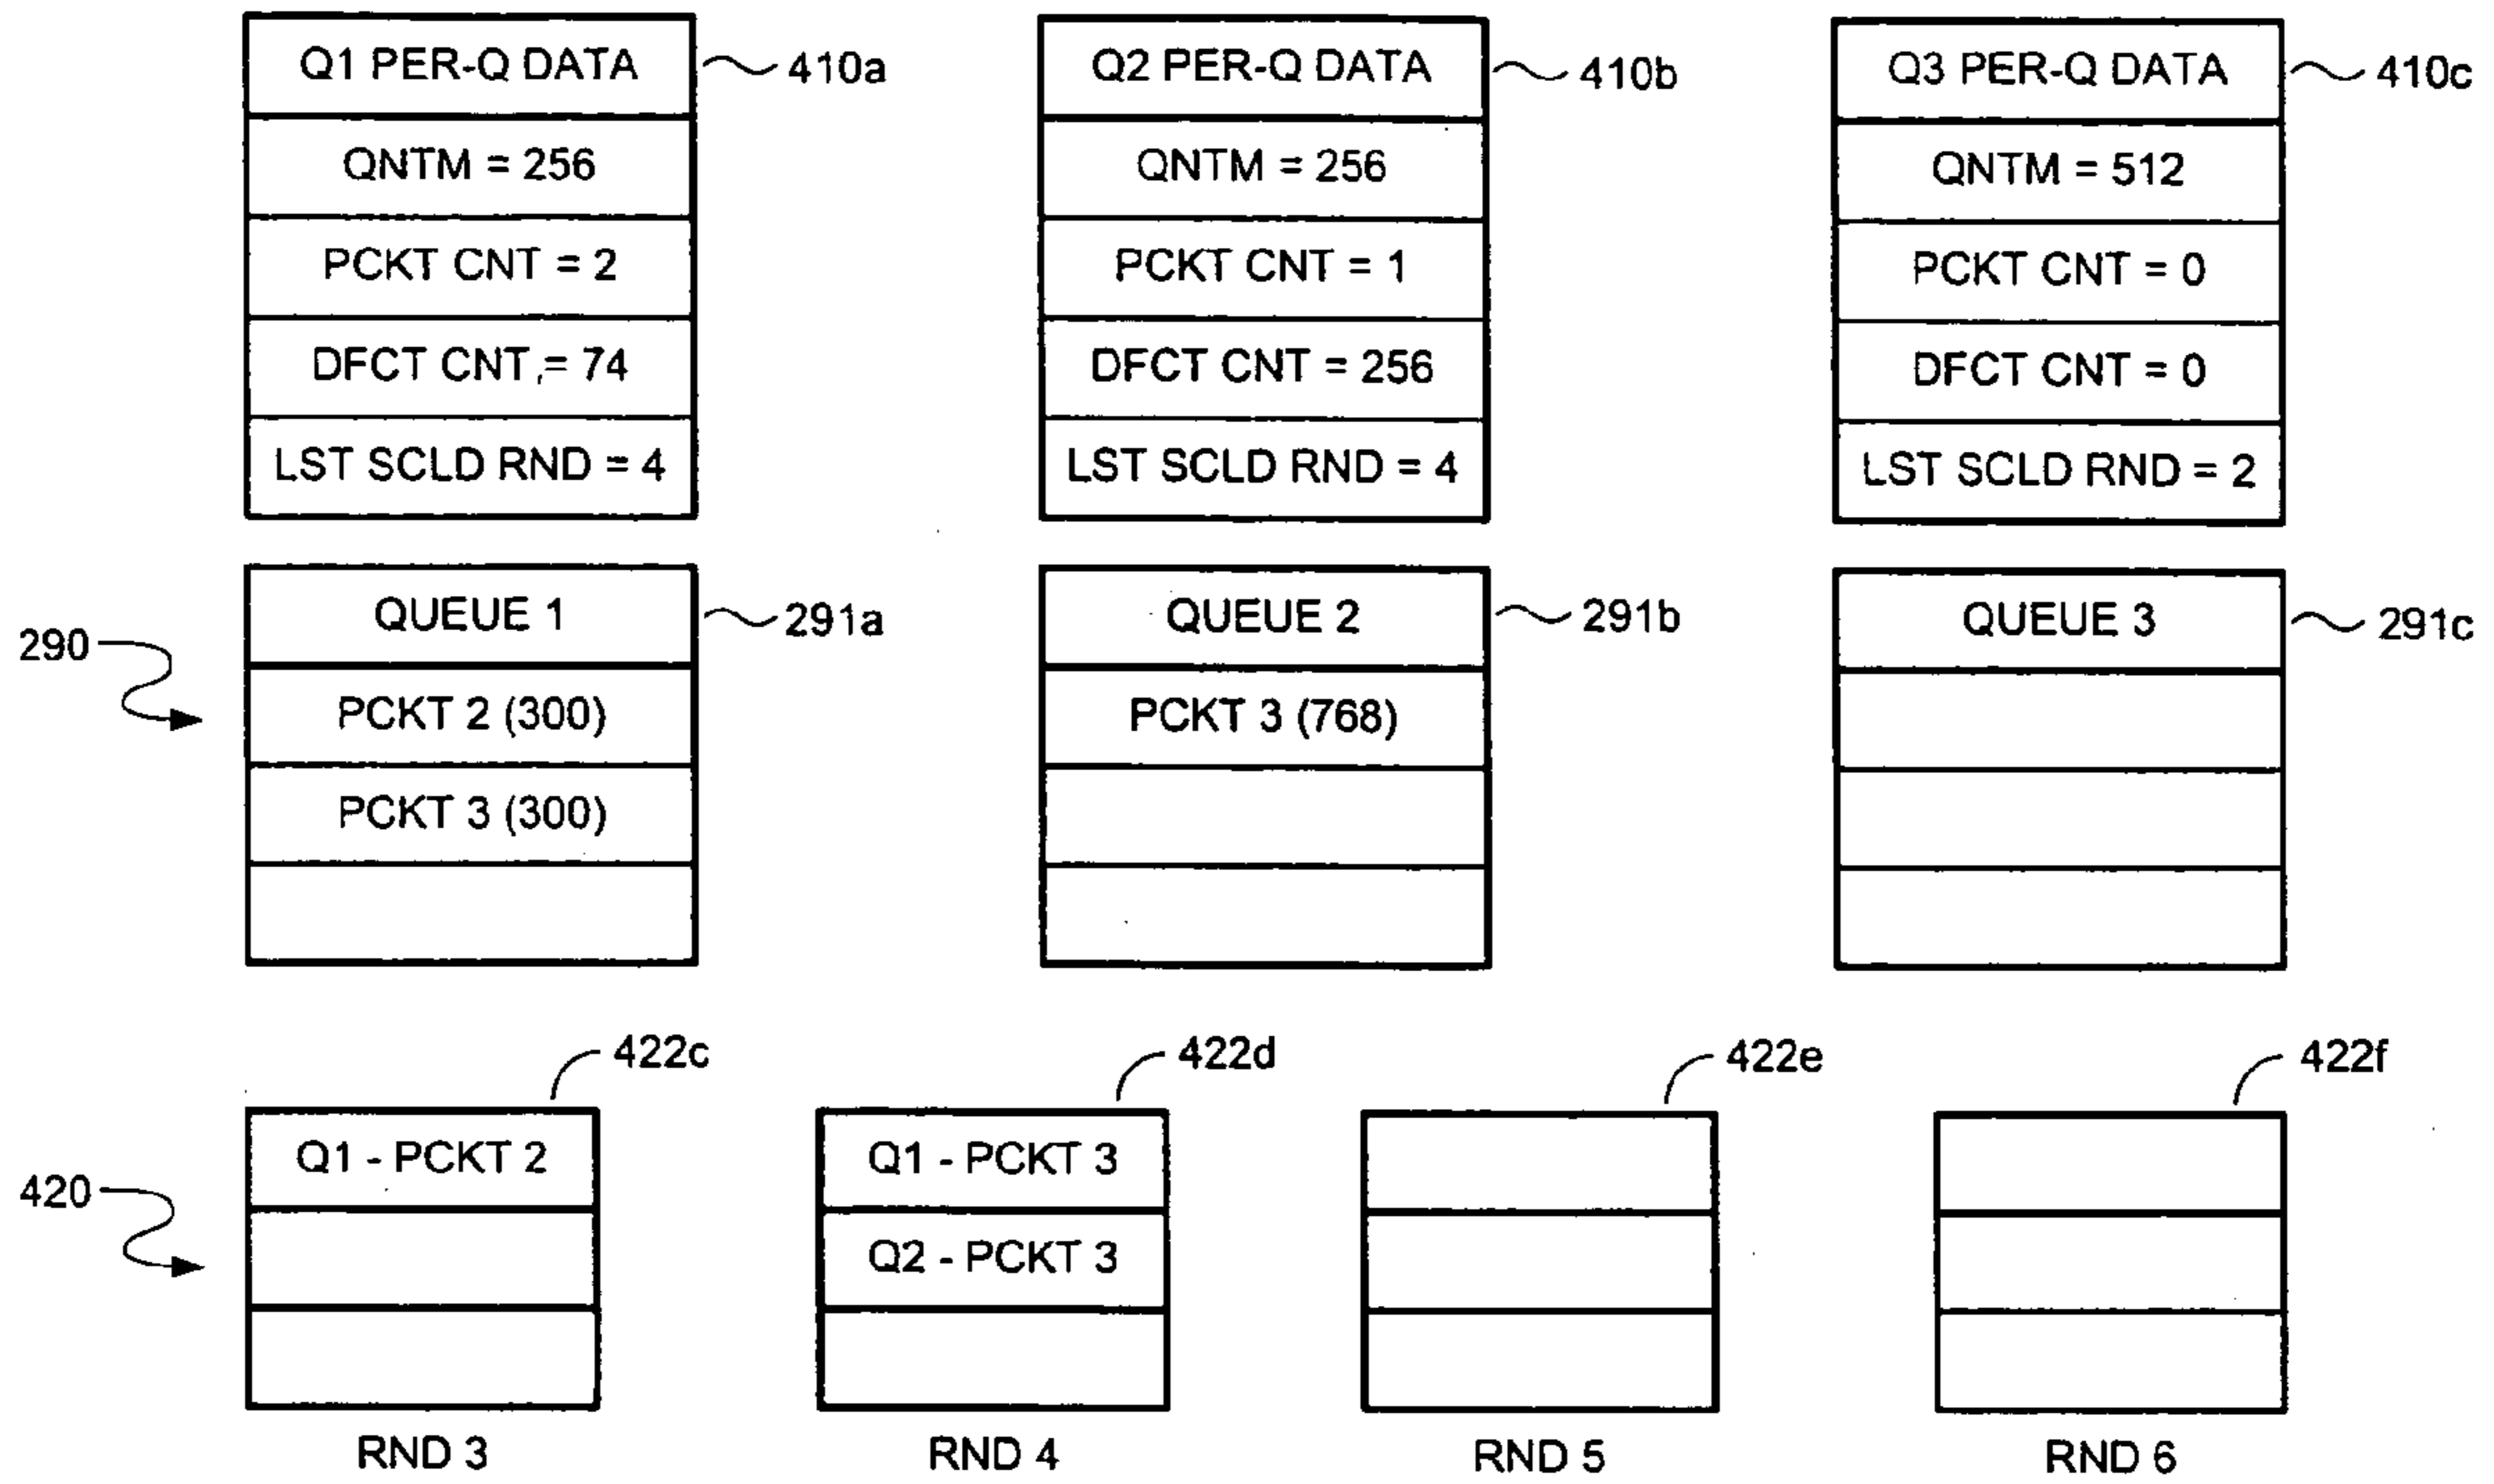 Q1 PER-Q DATA
QNTM = 256
PCKT CNT = 2
DFCT CNT = 74
LST SCLD RND = 4
410a
Q2 PER-Q DATA
QNTM = 256
PCKT CNT = 1
DFCT CNT = 256
LST SCLD RND = 4
410b
Q3 PER-Q DATA
QNTM = 512
PCKT CNT = 0
DFCT CNT = 0
LST SCLD RND = 2
410c
290
QUEUE 1
PCKT 2 (300)
PCKT 3 (300)
291a
QUEUE 2
PCKT 3 (768)
291b
QUEUE 3
291c
420
422c
Q1 - PCKT 2
RND 3
422d
Q1 - PCKT 3
Q2 - PCKT 3
RND 4
422e
RND 5
422f
RND 6